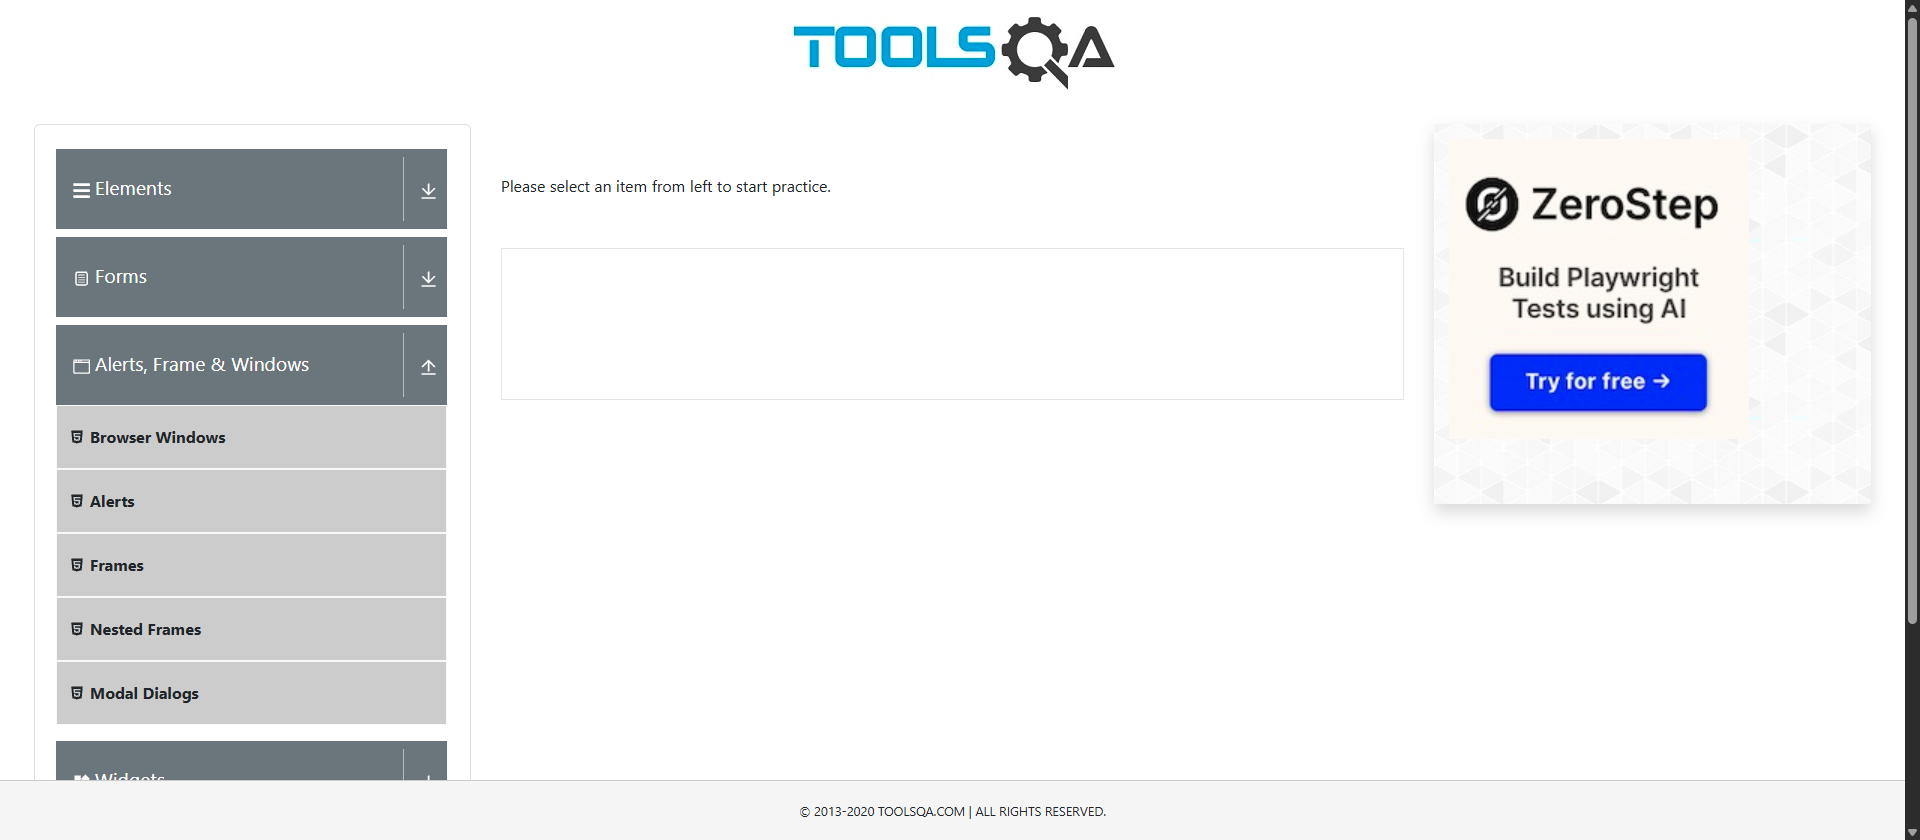 TOOLSQA
Elements
Forms
Alerts, Frame & Windows
Browser Windows
Alerts
Frames
Nested Frames
Modal Dialogs
Widgets
Please select an item from left to start practice.
ZeroStep
Build Playwright
Tests using AI
Try for free →
© 2013-2020 TOOLSQA.COM | ALL RIGHTS RESERVED.